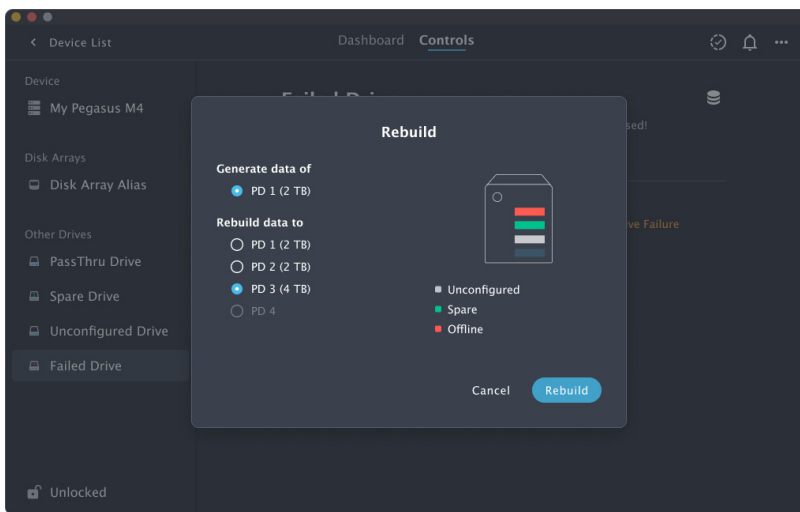 Device List
Dashboard Controls
Device
My Pegasus M4
Disk Arrays
Disk Array Alias
Other Drives
PassThru Drive
Spare Drive
Unconfigured Drive
Failed Drive
Unlocked
sed!
ve Failure
Rebuild
Generate data of
PD 1 (2 TB)
Rebuild data to
PD 1 (2 TB)
PD 2 (2 TB)
PD 3 (4 TB)
PD 4
Unconfigured
Spare
Offline
Cancel Rebuild